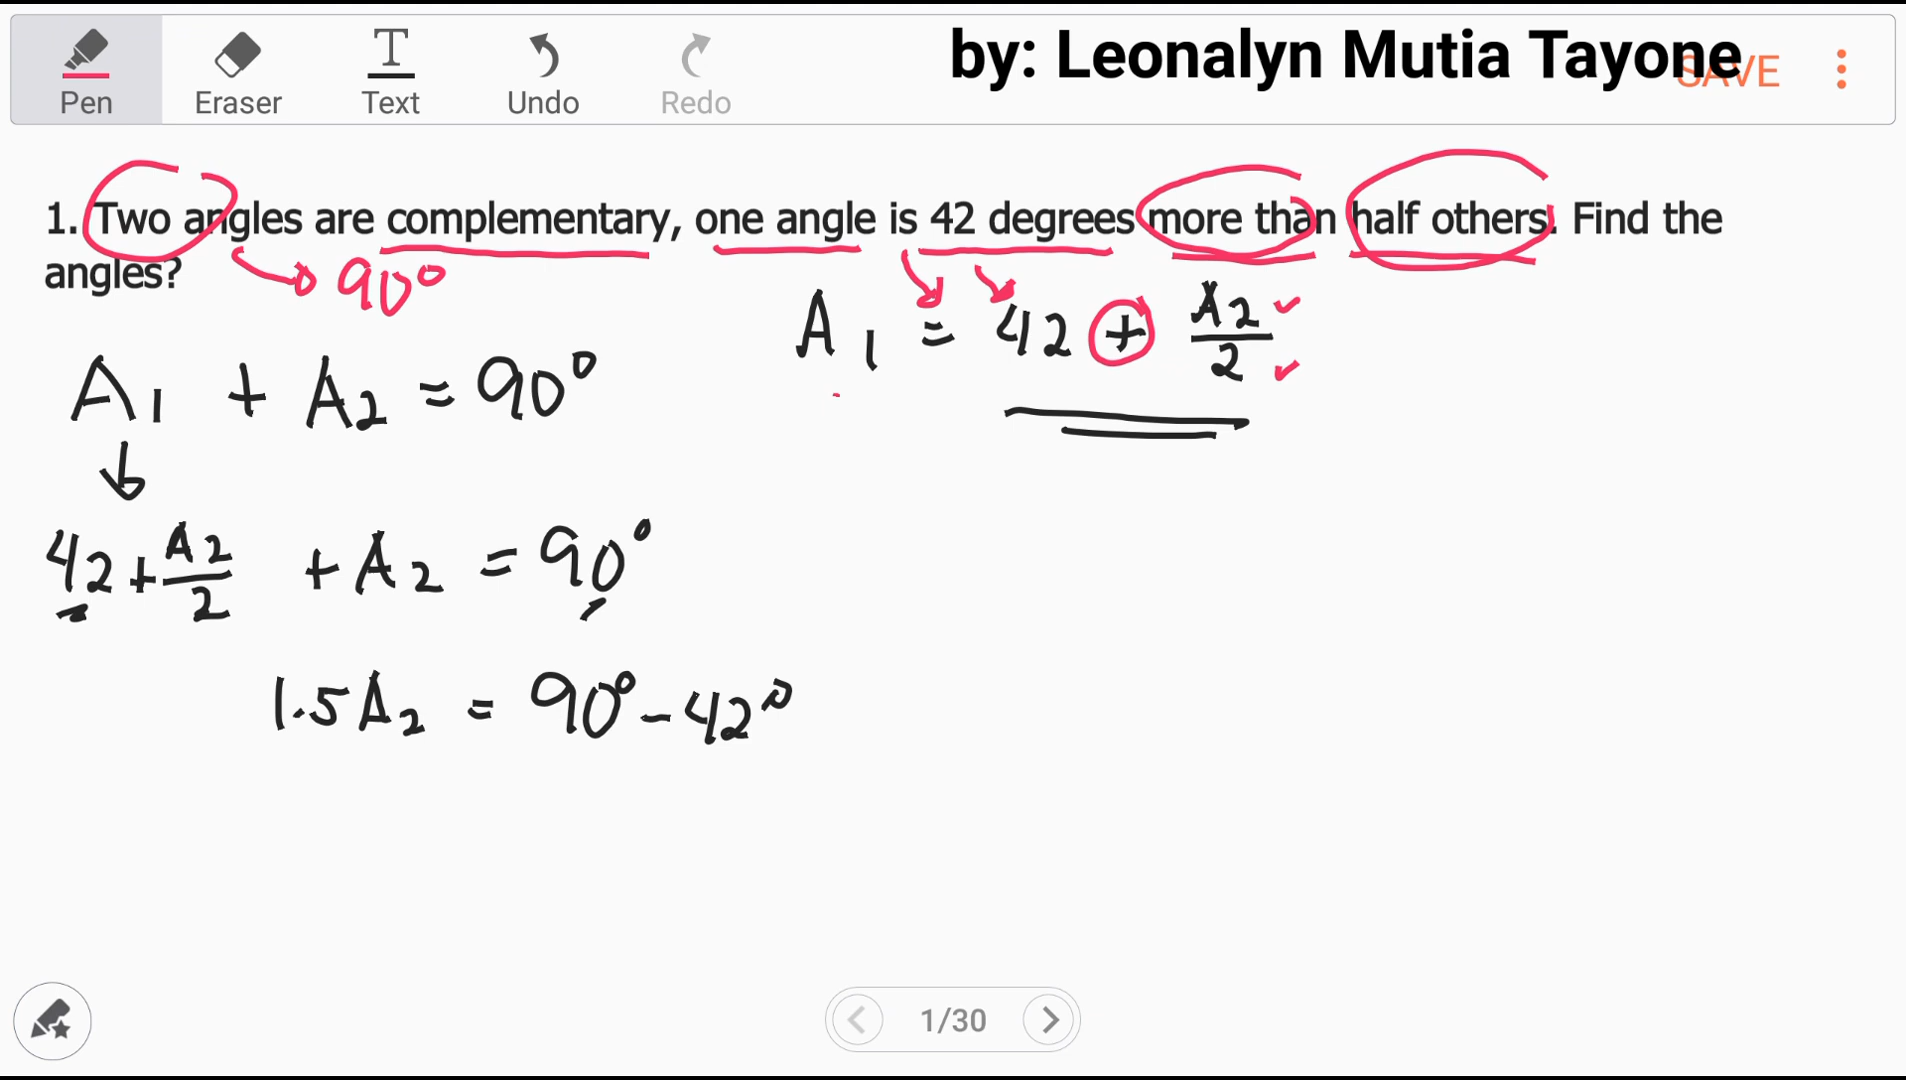 by: Leonalyn Mutia Tayone
SAVE
Pen Eraser Text Undo Redo
1. Two angles are complementary, one angle is 42 degrees more than half others. Find the
angles?
90°
A1 = 42 + A2/2
A1 + A2 = 90°
42 + A2/2 + A2 = 90°
1.5A2 = 90° - 42°
1/30